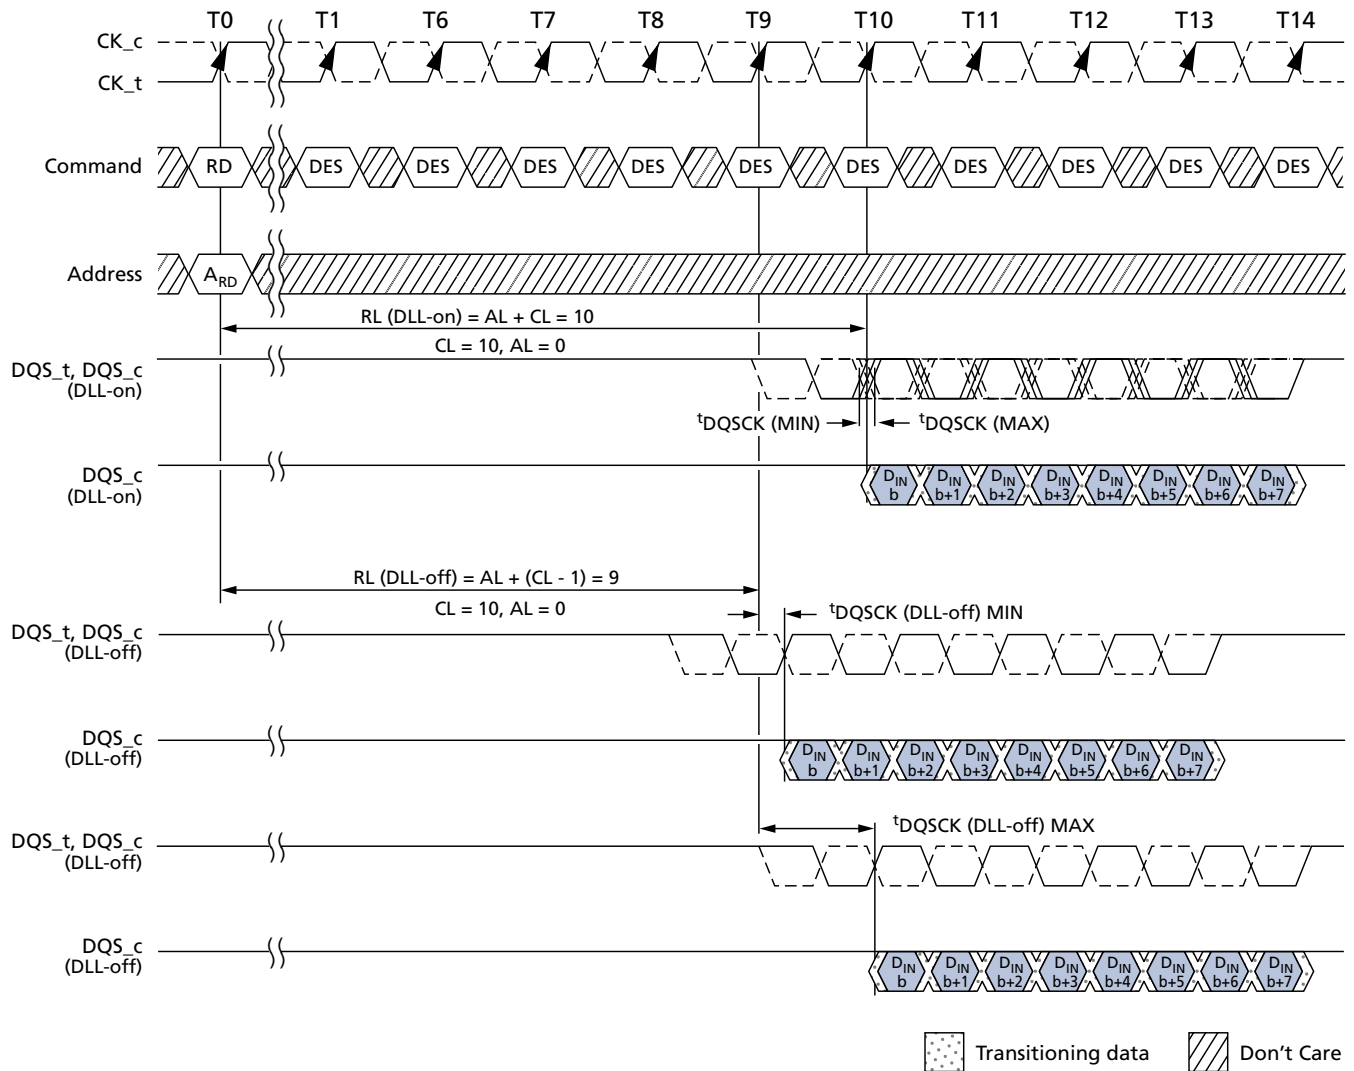 T0 T1 T6 T7 T8 T9 T10 T11 T12 T13 T14
CK_c
CK_t
Command RD DES DES DES DES DES DES DES DES DES DES
Address ARD
RL (DLL-on) = AL + CL = 10
CL = 10, AL = 0
DQS_t, DQS_c
(DLL-on)
tDQSCK (MIN) tDQSCK (MAX)
DQS_c
(DLL-on)
DIN DIN DIN DIN DIN DIN DIN DIN
b b+1 b+2 b+3 b+4 b+5 b+6 b+7
RL (DLL-off) = AL + (CL - 1) = 9
CL = 10, AL = 0
tDQSCK (DLL-off) MIN
DQS_t, DQS_c
(DLL-off)
DQS_c
(DLL-off)
DIN DIN DIN DIN DIN DIN DIN DIN
b b+1 b+2 b+3 b+4 b+5 b+6 b+7
tDQSCK (DLL-off) MAX
DQS_t, DQS_c
(DLL-off)
DQS_c
(DLL-off)
DIN DIN DIN DIN DIN DIN DIN DIN
b b+1 b+2 b+3 b+4 b+5 b+6 b+7
Transitioning data Don't Care